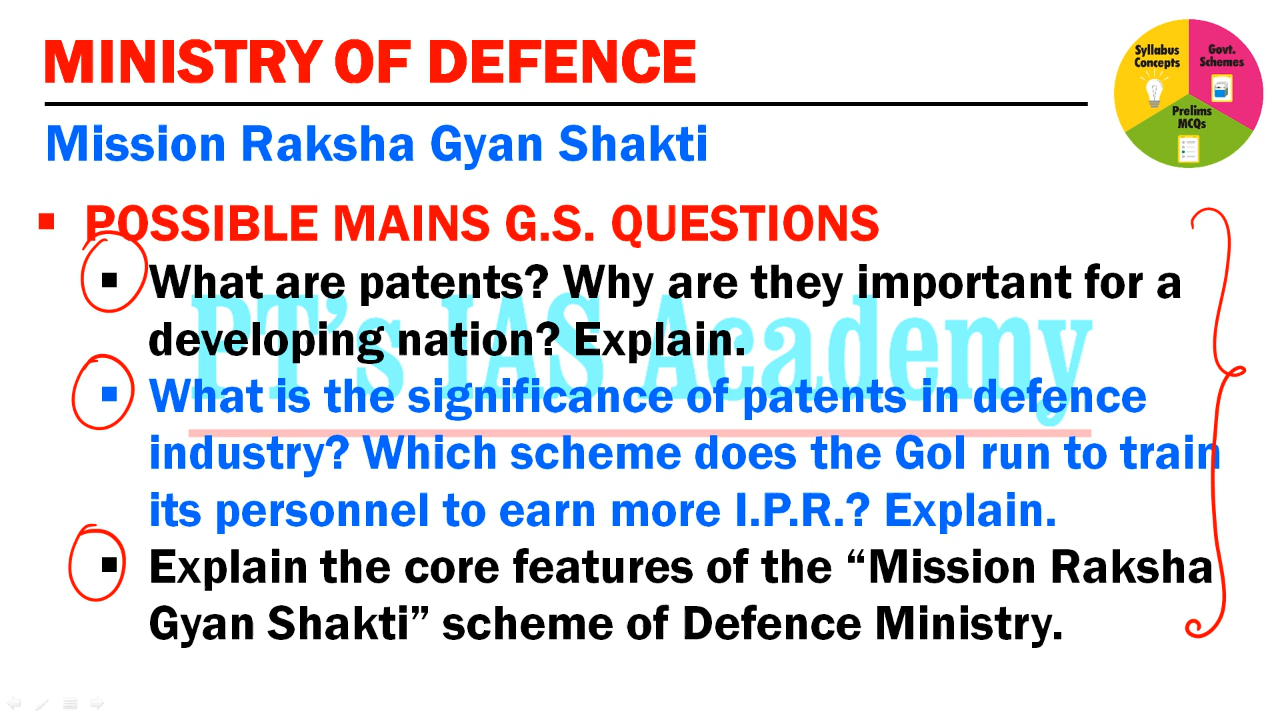 MINISTRY OF DEFENCE
Syllabus
Concepts
Govt.
Schemes
Prelims
MCQs
Mission Raksha Gyan Shakti
▪ POSSIBLE MAINS G.S. QUESTIONS
▪ What are patents? Why are they important for a
developing nation? Explain.
▪ What is the significance of patents in defence
industry? Which scheme does the GoI run to train
its personnel to earn more I.P.R.? Explain.
▪ Explain the core features of the “Mission Raksha
Gyan Shakti” scheme of Defence Ministry.
PT's IAS Academy